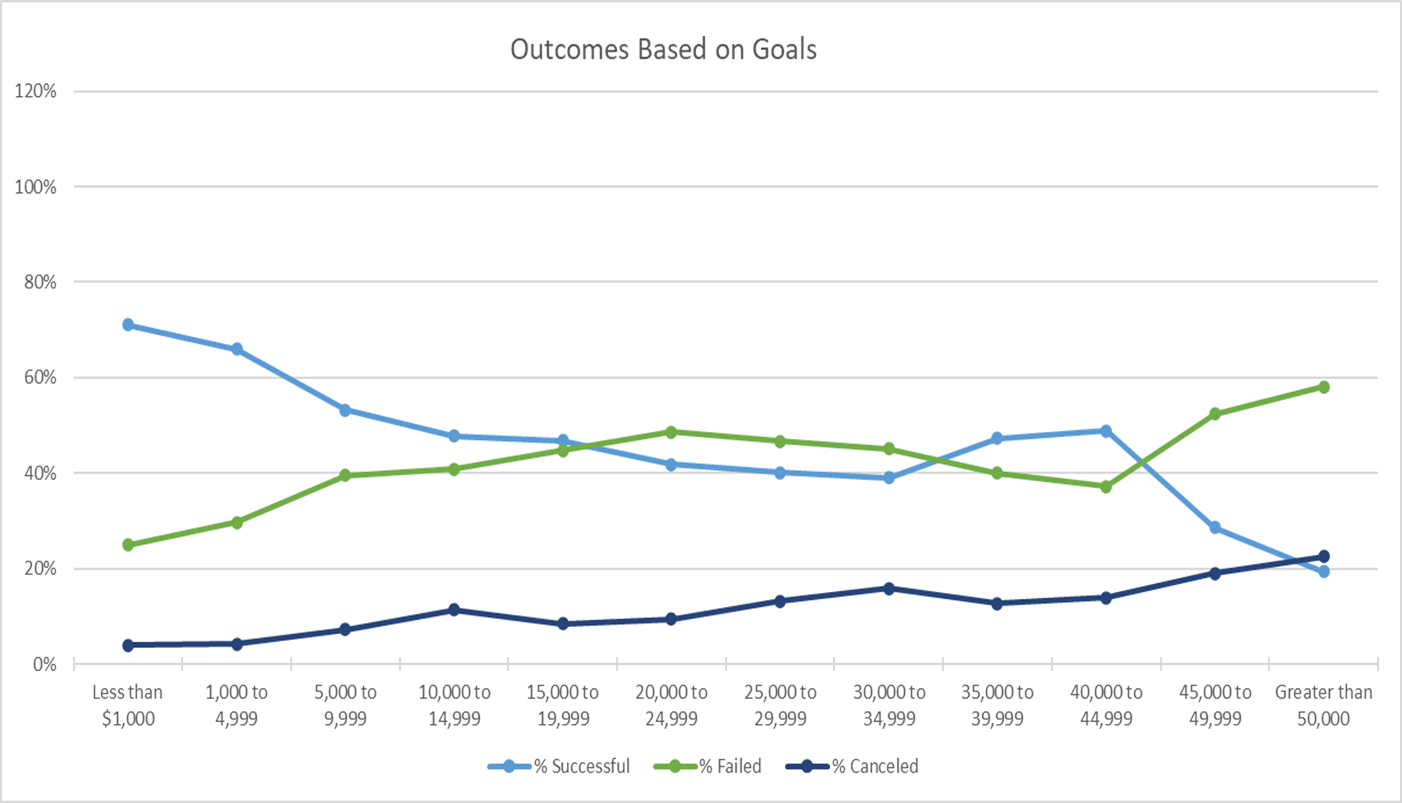 Outcomes Based on Goals
120%
100%
80%
60%
40%
20%
0%
Less than
$1,000
1,000 to
4,999
5,000 to
9,999
10,000 to
14,999
15,000 to
19,999
20,000 to
24,999
25,000 to
29,999
30,000 to
34,999
35,000 to
39,999
40,000 to
44,999
45,000 to
49,999
Greater than
50,000
% Successful
% Failed
% Canceled